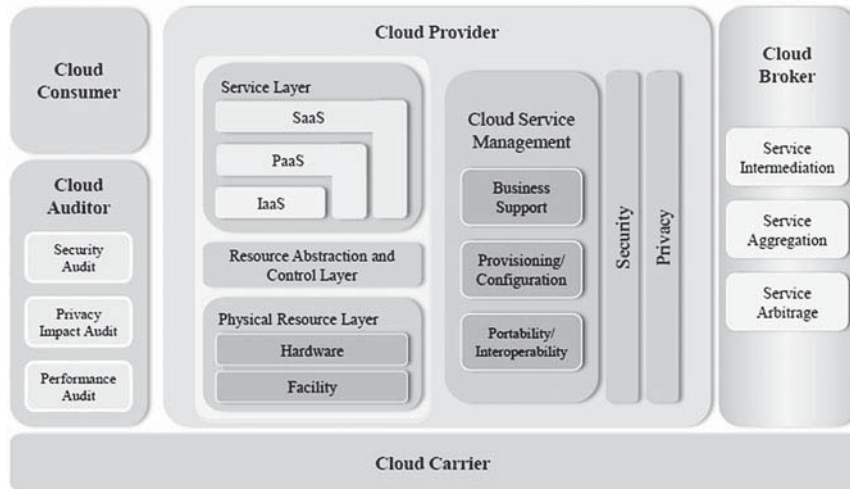 Cloud
Consumer
Cloud
Auditor
Security
Audit
Privacy
Impact Audit
Performance
Audit
Cloud Provider
Service Layer
SaaS
PaaS
IaaS
Resource Abstraction and
Control Layer
Physical Resource Layer
Hardware
Facility
Cloud Service
Management
Business
Support
Provisioning/
Configuration
Portability/
Interoperability
Security
Privacy
Cloud
Broker
Service
Intermediation
Service
Aggregation
Service
Arbitrage
Cloud Carrier